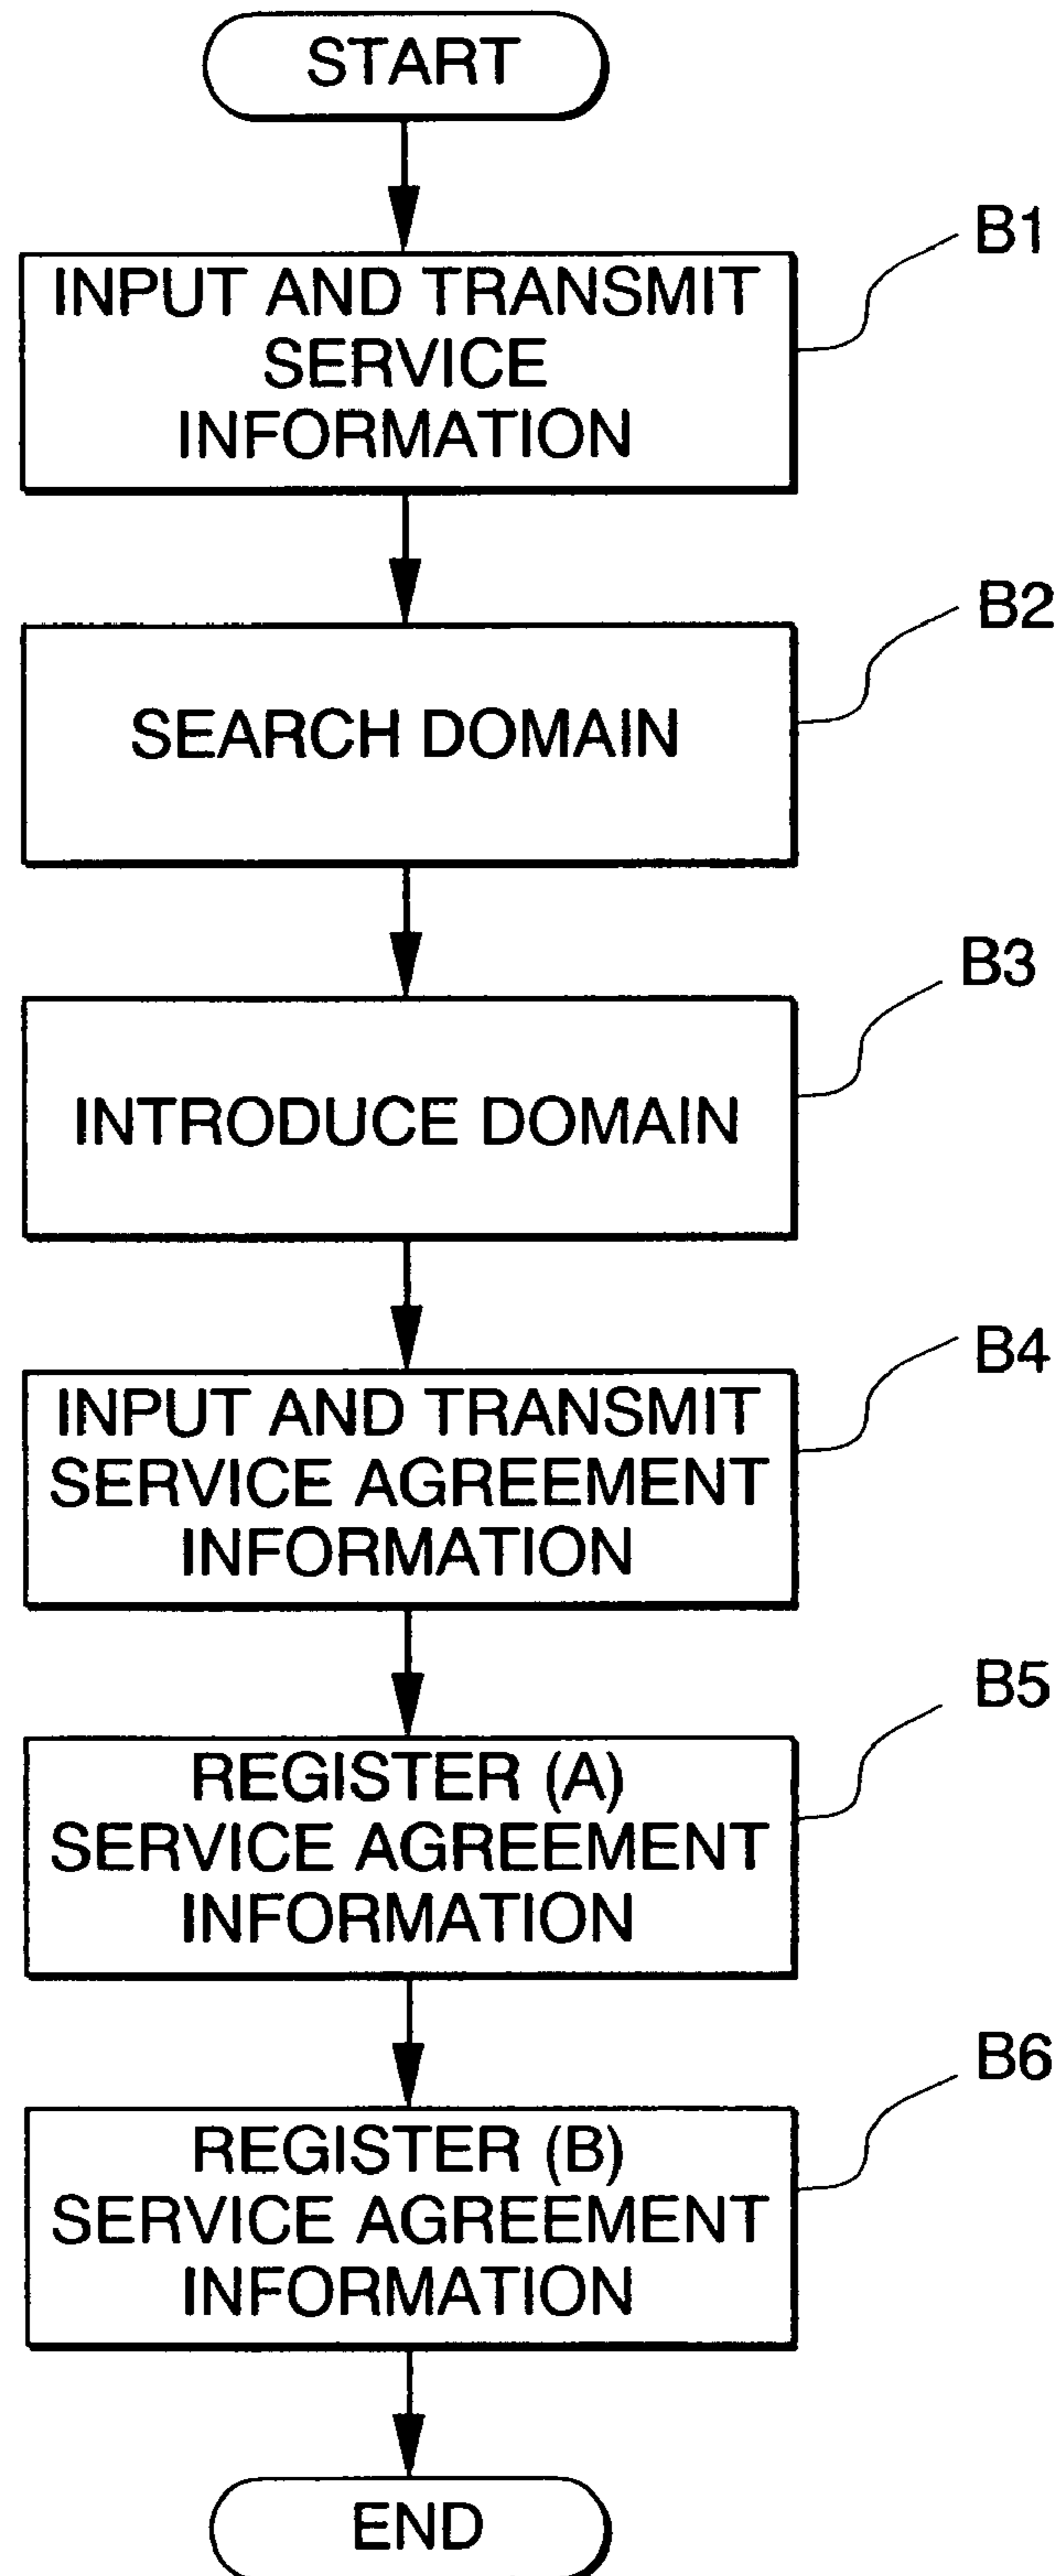 START
B1
INPUT AND TRANSMIT
SERVICE
INFORMATION
B2
SEARCH DOMAIN
B3
INTRODUCE DOMAIN
B4
INPUT AND TRANSMIT
SERVICE AGREEMENT
INFORMATION
B5
REGISTER (A)
SERVICE AGREEMENT
INFORMATION
B6
REGISTER (B)
SERVICE AGREEMENT
INFORMATION
END